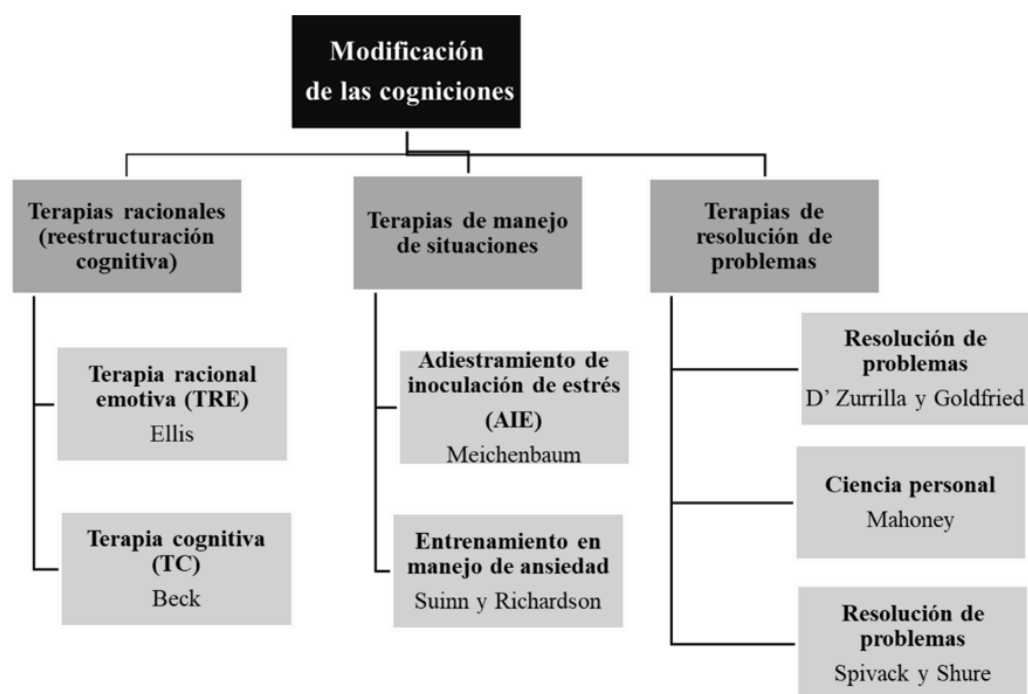 Modificación
de las cogniciones
Terapias racionales
(reestructuración
cognitiva)
Terapia racional
emotiva (TRE)
Ellis
Terapia cognitiva
(TC)
Beck
Terapias de manejo
de situaciones
Adiestramiento de
inoculación de estrés
(AIE)
Meichenbaum
Entrenamiento en
manejo de ansiedad
Suinn y Richardson
Terapias de
resolución de
problemas
Resolución de
problemas
D’ Zurrilla y Goldfried
Ciencia personal
Mahoney
Resolución de
problemas
Spivack y Shure